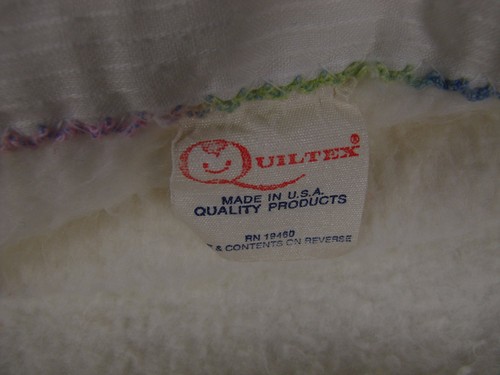 QUILTEX®
MADE IN U.S.A.
QUALITY PRODUCTS
RN 19460
& CONTENTS ON REVERSE